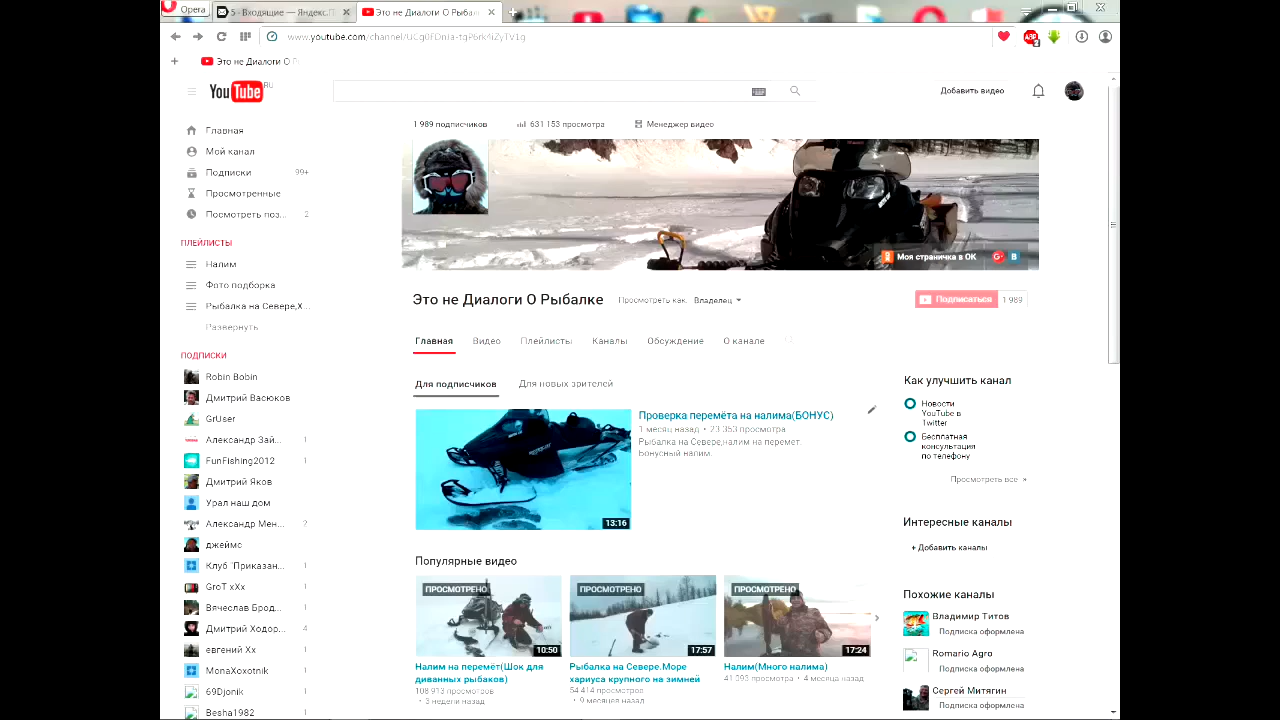 Opera
5 · Входящие — Яндекс.П
Это не Диалоги О Рыбал
Это не Диалоги О Р
YouTube RU
Добавить видео
Главная
Мой канал
Подписки 99+
Просмотренные
Посмотреть поз... 2
ПЛЕЙЛИСТЫ
Налим
Фото подборка
Рыбалка на Севере,Х...
Развернуть
ПОДПИСКИ
Robin Bobin
Дмитрий Васюков
GrUser
Александр Зай... 1
FunFishing2012 1
Дмитрий Яков
Урал наш дом
Александр Мен... 2
джеймс
Клуб "Приказан... 1
GroT xXx 1
Вячеслав Брод... 1
Дмитрий Ходор... 4
евгений Хх 1
MonaXoxotnik 1
69Djonik 1
Besha1982 1
1 989 подписчиков
631 153 просмотра
Менеджер видео
Моя страничка в ОК
Это не Диалоги О Рыбалке
Просмотреть как: Владелец
Подписаться 1 989
Главная Видео Плейлисты Каналы Обсуждение О канале
Для подписчиков Для новых зрителей
13:16
Проверка перемёта на налима(БОНУС)
1 месяц назад • 23 353 просмотра
Рыбалка на Севере,налим на перемет.
Бонусный налим.
Популярные видео
ПРОСМОТРЕНО ПРОСМОТРЕНО ПРОСМОТРЕНО
10:50 17:57 17:24
Налим на перемёт(Шок для
диванных рыбаков)
108 913 просмотров
• 3 недели назад
Рыбалка на Севере.Море
хариуса крупного на зимней
54 414 просмотров
• 9 месяцев назад
Налим(Много налима)
41 093 просмотра • 4 месяца назад
Как улучшить канал
Новости
YouTube в
Twitter
Бесплатная
консультация
по телефону
Просмотреть все »
Интересные каналы
+ Добавить каналы
Похожие каналы
Владимир Титов
Подписка оформлена
Romario Agro
Подписка оформлена
Сергей Митягин
Подписка оформлена